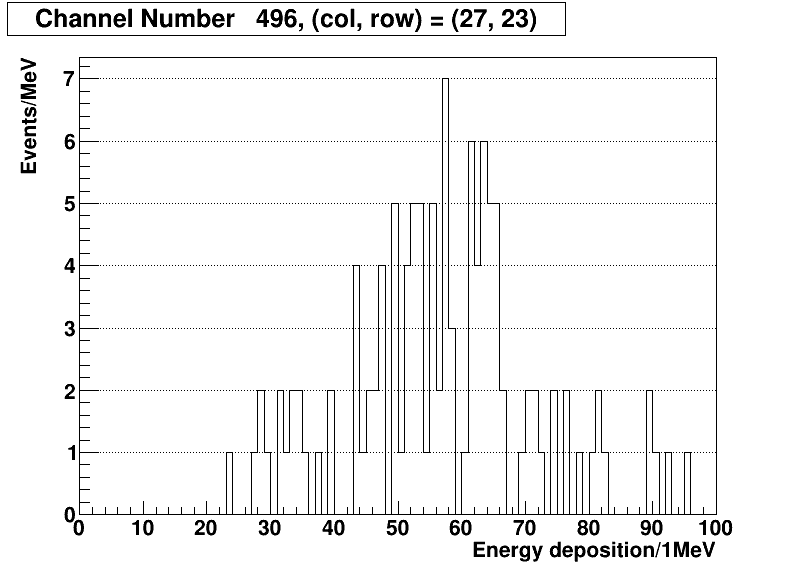 Channel Number 496, (col, row) = (27, 23)
Events/MeV
7
6
5
4
3
2
1
0
0 10 20 30 40 50 60 70 80 90 100
Energy deposition/1MeV